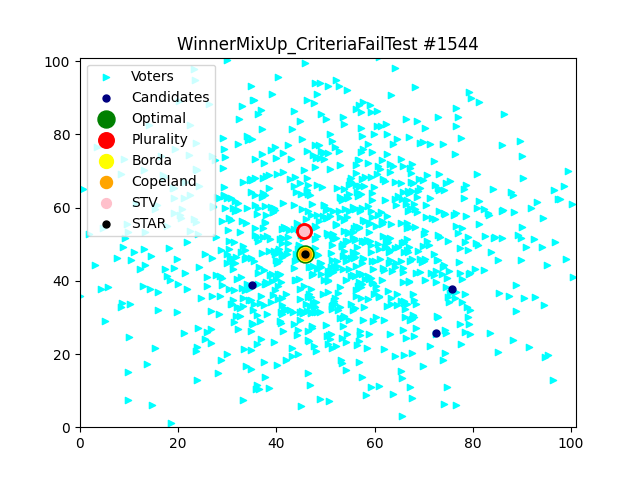 WinnerMixUp_CriteriaFailTest #1544
Voters
Candidates
Optimal
Plurality
Borda
Copeland
STV
STAR
100
80
60
40
20
0
0 20 40 60 80 100